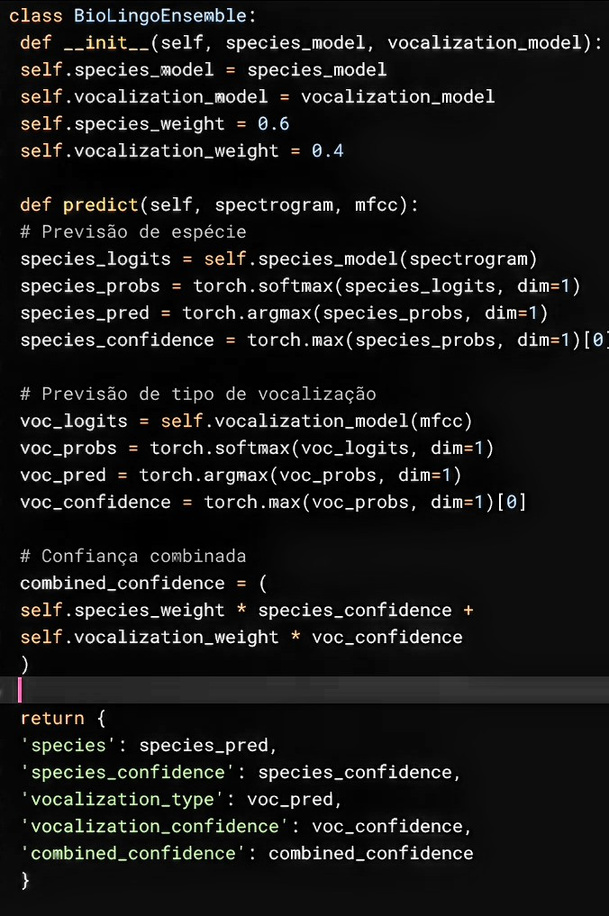 class BioLingoEnsemble:
def __init__(self, species_model, vocalization_model):
self.species_model = species_model
self.vocalization_model = vocalization_model
self.species_weight = 0.6
self.vocalization_weight = 0.4
def predict(self, spectrogram, mfcc):
# Previsão de espécie
species_logits = self.species_model(spectrogram)
species_probs = torch.softmax(species_logits, dim=1)
species_pred = torch.argmax(species_probs, dim=1)
species_confidence = torch.max(species_probs, dim=1)[0]
# Previsão de tipo de vocalização
voc_logits = self.vocalization_model(mfcc)
voc_probs = torch.softmax(voc_logits, dim=1)
voc_pred = torch.argmax(voc_probs, dim=1)
voc_confidence = torch.max(voc_probs, dim=1)[0]
# Confiança combinada
combined_confidence = (
self.species_weight * species_confidence +
self.vocalization_weight * voc_confidence
)
return {
'species': species_pred,
'species_confidence': species_confidence,
'vocalization_type': voc_pred,
'vocalization_confidence': voc_confidence,
'combined_confidence': combined_confidence
}